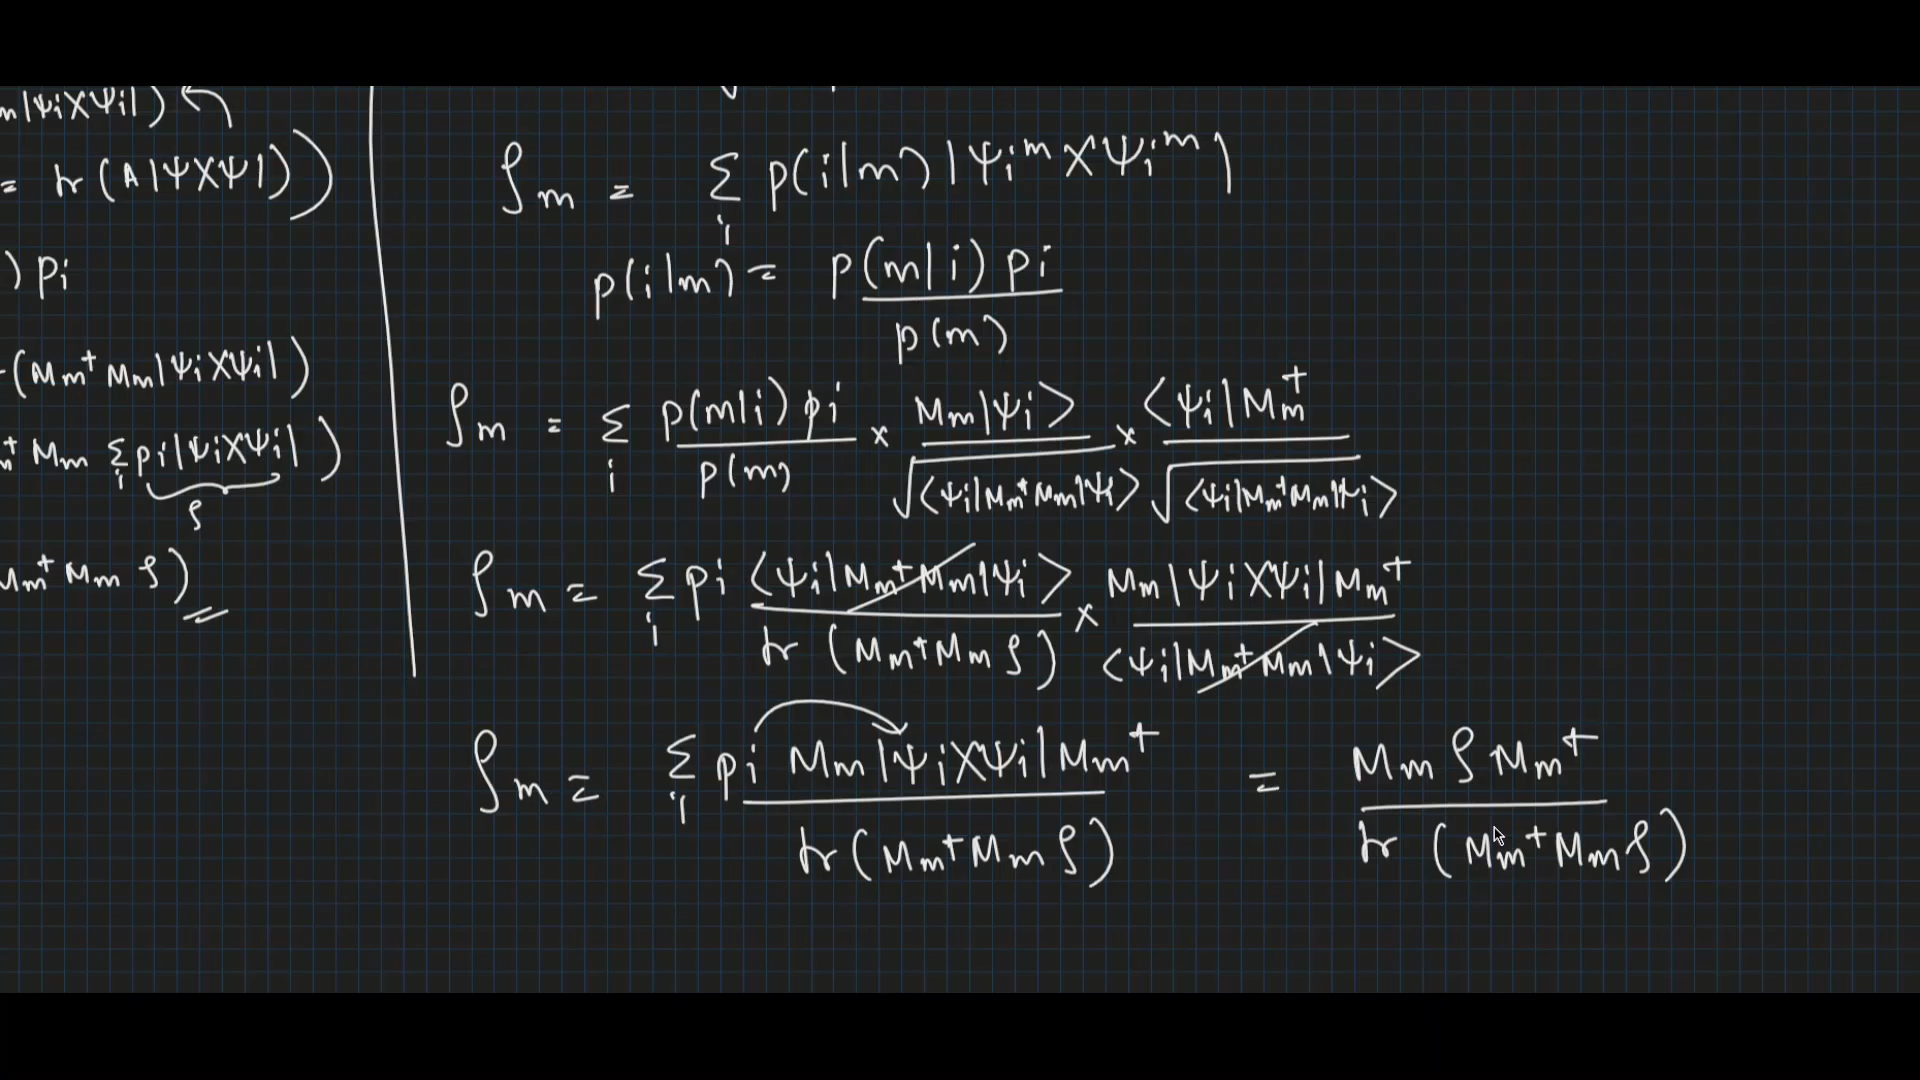 m|Ψi X Ψi|)
= tr (A|Ψ X Ψ|))
) pi
(Mm† Mm|Ψi X Ψi|)
† Mm Σi pi|Ψi X Ψi|)
ρ
Mm† Mm ρ)
ρm = Σi p(i|m) |Ψi^m X Ψi^m|
p(i|m) = p(m|i) pi / p(m)
ρm = Σi p(m|i) pi / p(m) x Mm|Ψi> / √<Ψi|Mm† Mm|Ψi> x <Ψi|Mm† / √<Ψi|Mm† Mm|Ψi>
ρm = Σi pi <Ψi|Mm† Mm|Ψi> / tr (Mm† Mm ρ) x Mm|Ψi X Ψi|Mm† / <Ψi|Mm† Mm|Ψi>
ρm = Σi pi Mm|Ψi X Ψi|Mm† / tr (Mm† Mm ρ) = Mm ρ Mm† / tr (Mm† Mm ρ)